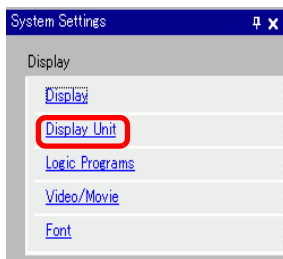 System Settings
Display
Display
Display Unit
Logic Programs
Video/Movie
Font